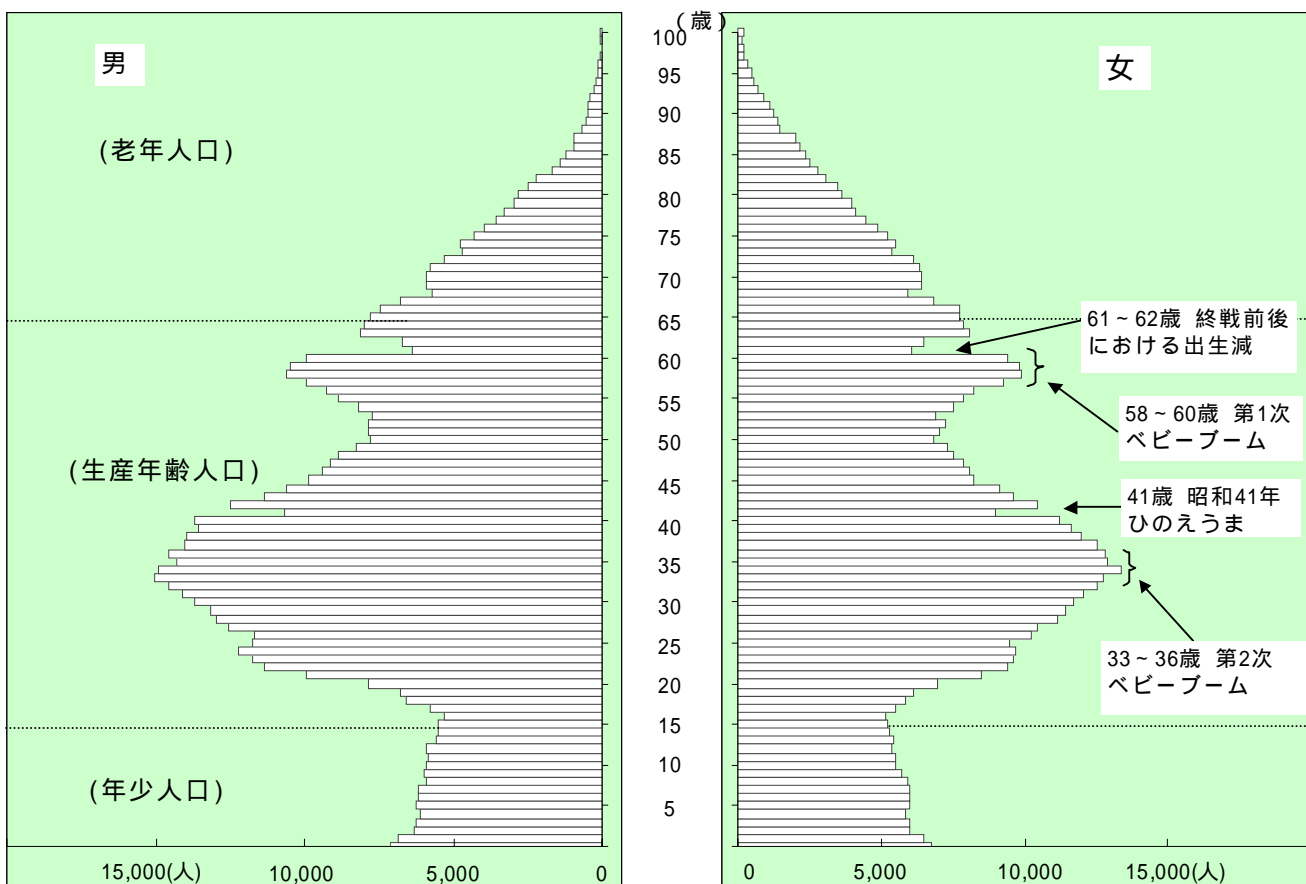 (歳)
男
女
(老年人口)
(生産年齢人口)
(年少人口)
100
95
90
85
80
75
70
65
60
55
50
45
40
35
30
25
20
15
10
5
61~62歳 終戦前後
における出生減
58~60歳 第1次
ベビーブーム
41歳 昭和41年
ひのえうま
33~36歳 第2次
ベビーブーム
15,000(人) 10,000 5,000 0
0 5,000 10,000 15,000(人)